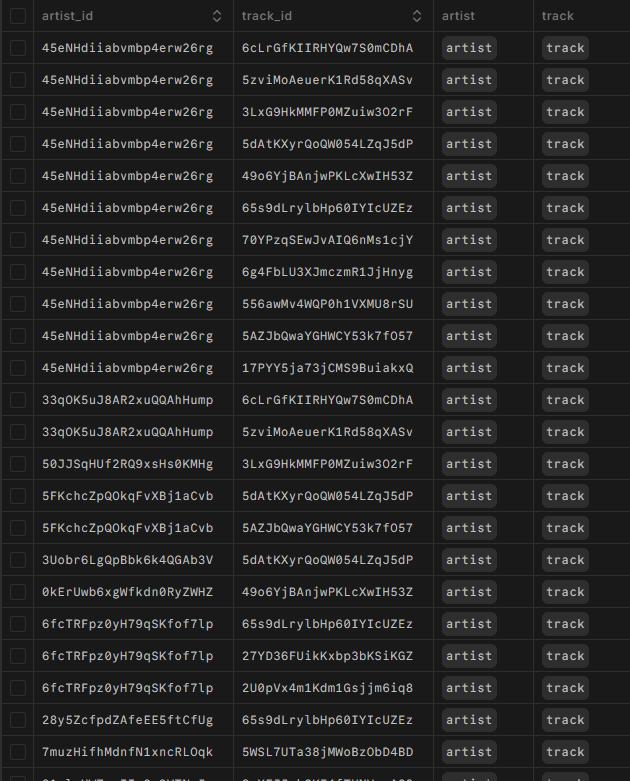 artist_id track_id artist track
45eNHdiiabvmbp4erw26rg 6cLrGfKIIRHYQw7S0mCDhA artist track
45eNHdiiabvmbp4erw26rg 5zviMoAeuerK1Rd58qXASv artist track
45eNHdiiabvmbp4erw26rg 3LxG9HkMMFP0MZuiw3O2rF artist track
45eNHdiiabvmbp4erw26rg 5dAtKXyrQoQW054LZqJ5dP artist track
45eNHdiiabvmbp4erw26rg 49o6YjBAnjwPKLcXwIH53Z artist track
45eNHdiiabvmbp4erw26rg 65s9dLrylbHp60IYIcUZEz artist track
45eNHdiiabvmbp4erw26rg 70YPzqSEwJvAIQ6nMs1cjY artist track
45eNHdiiabvmbp4erw26rg 6g4FbLU3XJmczmR1JjHnyg artist track
45eNHdiiabvmbp4erw26rg 556awMv4WQP0h1VXMU8rSU artist track
45eNHdiiabvmbp4erw26rg 5AZJbQwaYGHWCY53k7fO57 artist track
45eNHdiiabvmbp4erw26rg 17PYY5ja73jCMS9BuiakxQ artist track
33qOK5uJ8AR2xuQQAhHump 6cLrGfKIIRHYQw7S0mCDhA artist track
33qOK5uJ8AR2xuQQAhHump 5zviMoAeuerK1Rd58qXASv artist track
50JJSqHUf2RQ9xsHs0KMHg 3LxG9HkMMFP0MZuiw3O2rF artist track
5FKchcZpQOkqFvXBj1aCvb 5dAtKXyrQoQW054LZqJ5dP artist track
5FKchcZpQOkqFvXBj1aCvb 5AZJbQwaYGHWCY53k7fO57 artist track
3Uobr6LgQpBbk6k4QGAb3V 5dAtKXyrQoQW054LZqJ5dP artist track
0kErUwb6xgWfkdn0RyZWHZ 49o6YjBAnjwPKLcXwIH53Z artist track
6fcTRFpz0yH79qSKfof7lp 65s9dLrylbHp60IYIcUZEz artist track
6fcTRFpz0yH79qSKfof7lp 27YD36FUikKxbp3bKSiKGZ artist track
6fcTRFpz0yH79qSKfof7lp 2U0pVx4m1Kdm1Gsjjm6iq8 artist track
28y5ZcfpdZAfeEE5ftCfUg 65s9dLrylbHp60IYIcUZEz artist track
7muzHifhMdnfN1xncRLOqk 5WSL7UTa38jMWoBzObD4BD artist track